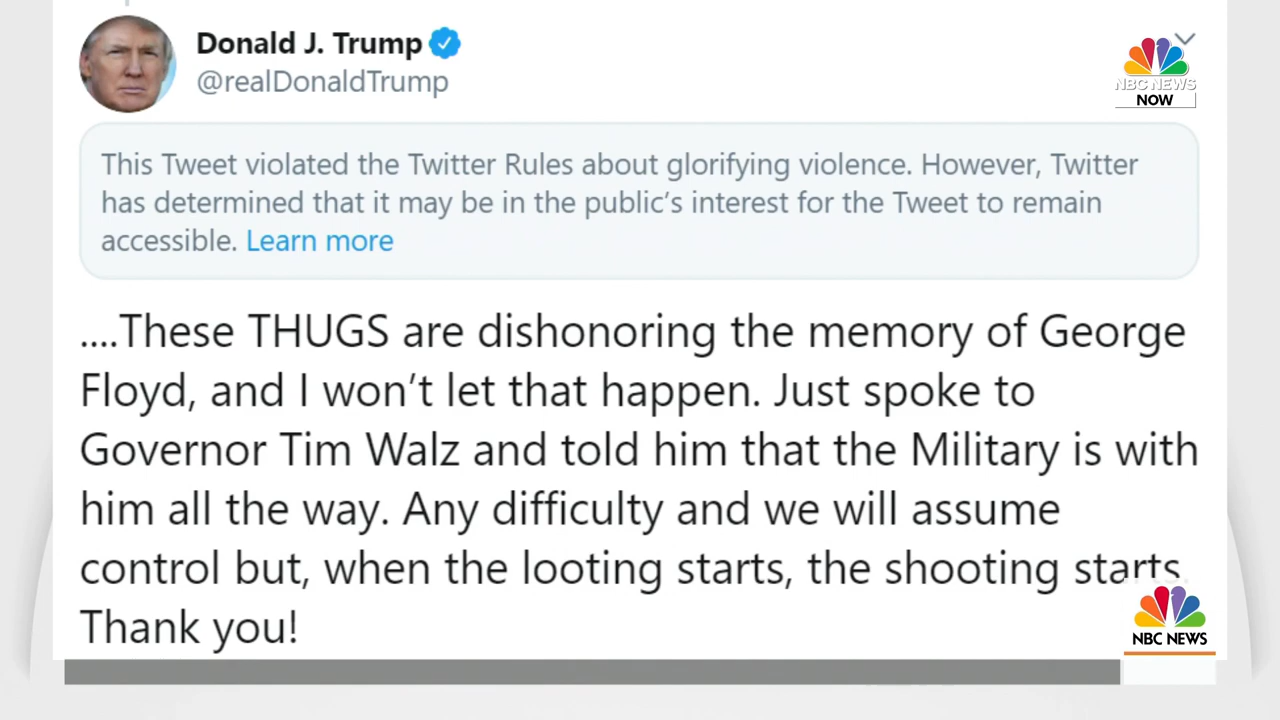 Donald J. Trump
@realDonaldTrump
NBC NEWS
NOW
This Tweet violated the Twitter Rules about glorifying violence. However, Twitter
has determined that it may be in the public’s interest for the Tweet to remain
accessible. Learn more
....These THUGS are dishonoring the memory of George
Floyd, and I won’t let that happen. Just spoke to
Governor Tim Walz and told him that the Military is with
him all the way. Any difficulty and we will assume
control but, when the looting starts, the shooting starts.
Thank you!
NBC NEWS